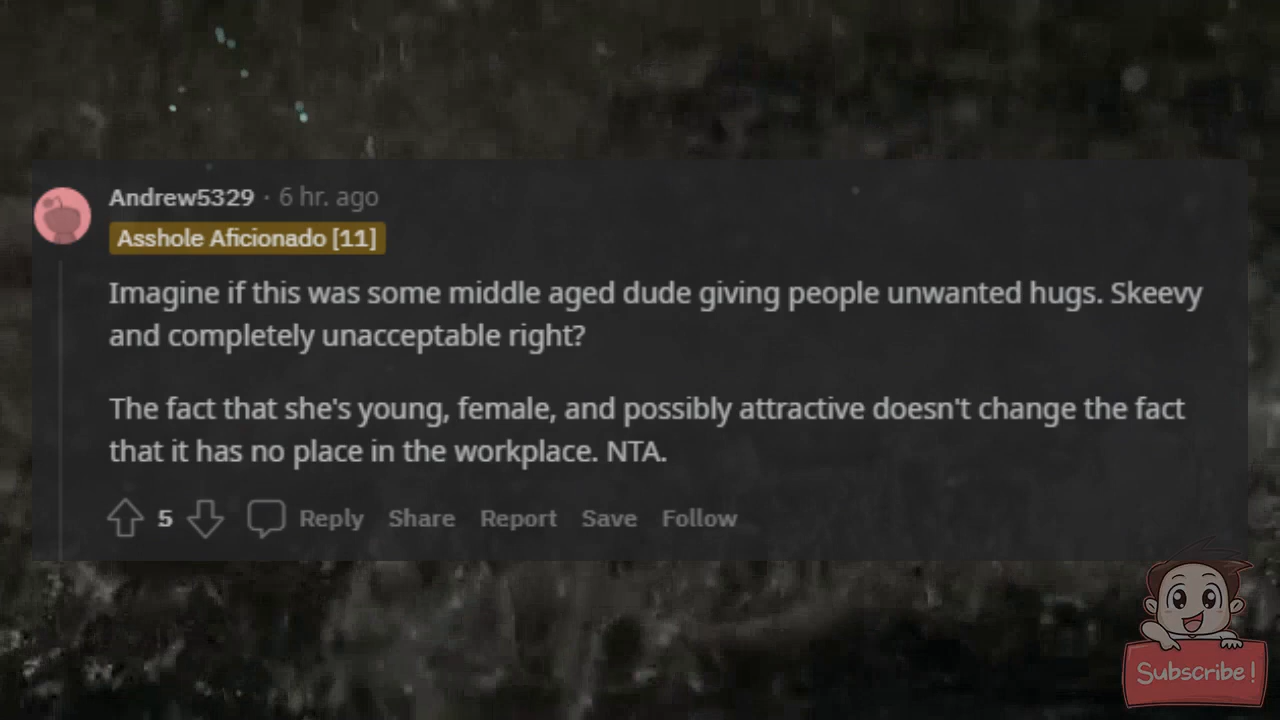 Andrew5329 · 6 hr. ago
Asshole Aficionado [11]
Imagine if this was some middle aged dude giving people unwanted hugs. Skeevy
and completely unacceptable right?
The fact that she's young, female, and possibly attractive doesn't change the fact
that it has no place in the workplace. NTA.
5 Reply Share Report Save Follow
Subscribe!